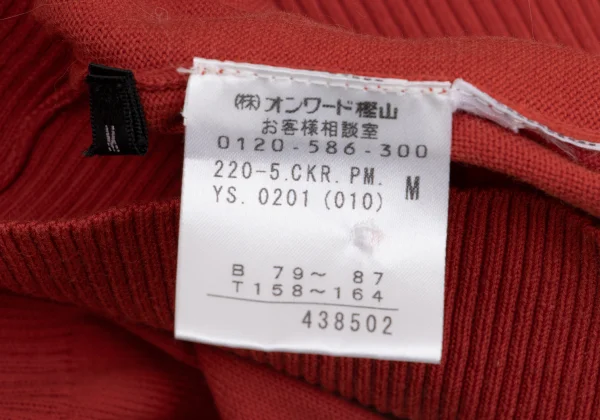 (株)オンワード樫山
お客様相談室
0120-586-300
220-5.CKR.PM. M
YS.0201(010)
B 79〜 87
T158〜164
438502